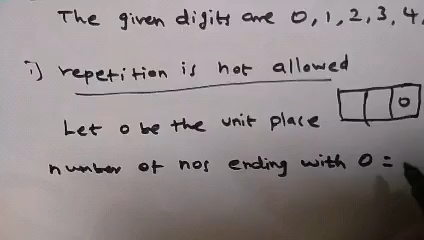 The given digits are 0, 1, 2, 3, 4,
i) repetition is not allowed
Let 0 be the unit place
0
number of nos ending with 0 =